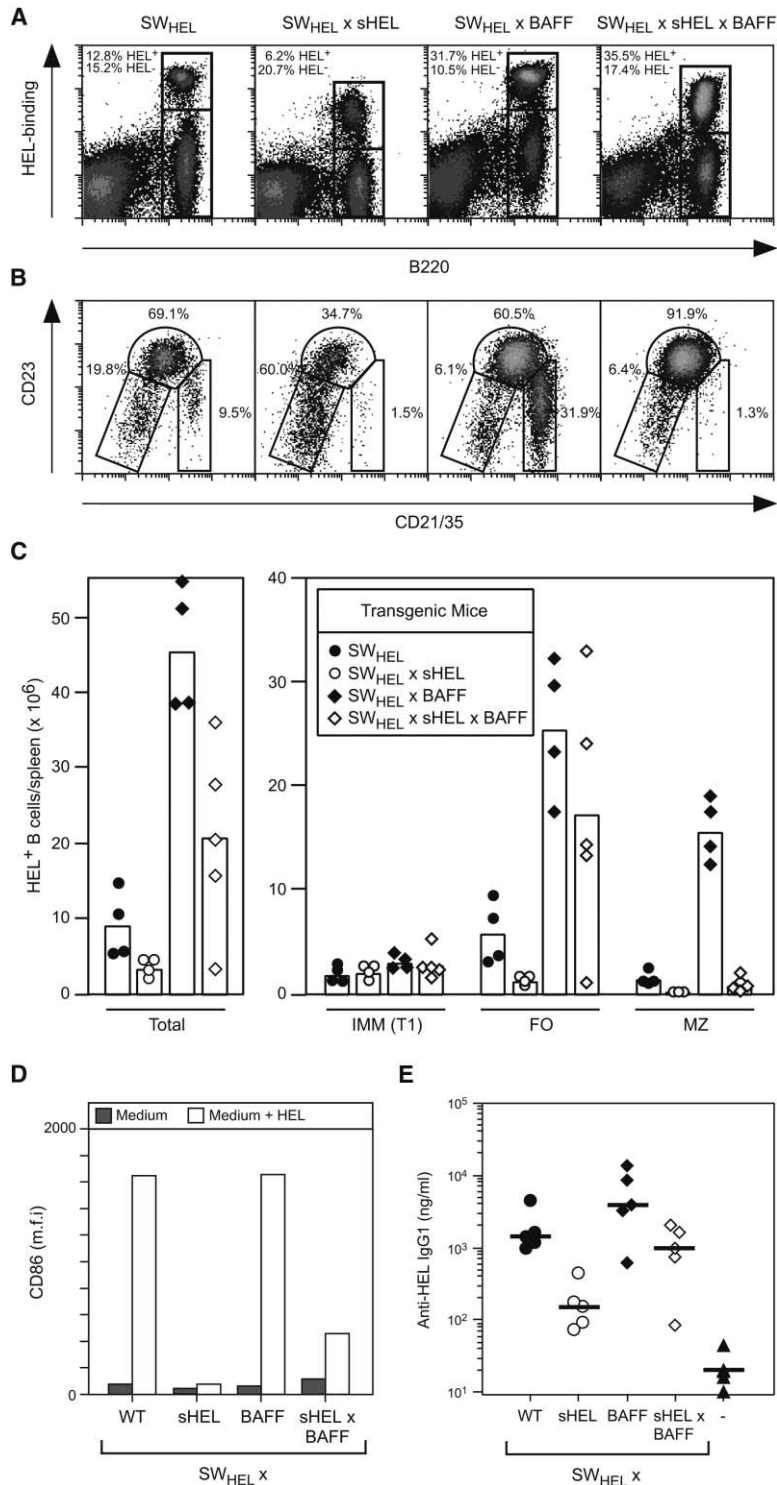 A
SWHEL
SWHEL x sHEL
SWHEL x BAFF
SWHEL x sHEL x BAFF
12.8% HEL+
15.2% HEL-
6.2% HEL+
20.7% HEL-
31.7% HEL+
10.5% HEL-
35.5% HEL+
17.4% HEL-
HEL-binding
B220
B
69.1%
34.7%
60.5%
91.9%
19.8%
60.0%
6.1%
6.4%
9.5%
1.5%
31.9%
1.3%
CD23
CD21/35
C
50
40
30
20
10
0
HEL+ B cells/spleen (x 10⁶)
Total
40
30
20
10
0
Transgenic Mice
SWHEL
SWHEL x sHEL
SWHEL x BAFF
SWHEL x sHEL x BAFF
IMM (T1)
FO
MZ
D
Medium
Medium + HEL
2000
0
CD86 (m.f.i)
WT
sHEL
BAFF
sHEL x
BAFF
SWHEL x
E
10⁵
10⁴
10³
10²
10¹
Anti-HEL IgG1 (ng/ml)
WT
sHEL
BAFF
sHEL x
BAFF
-
SWHEL x